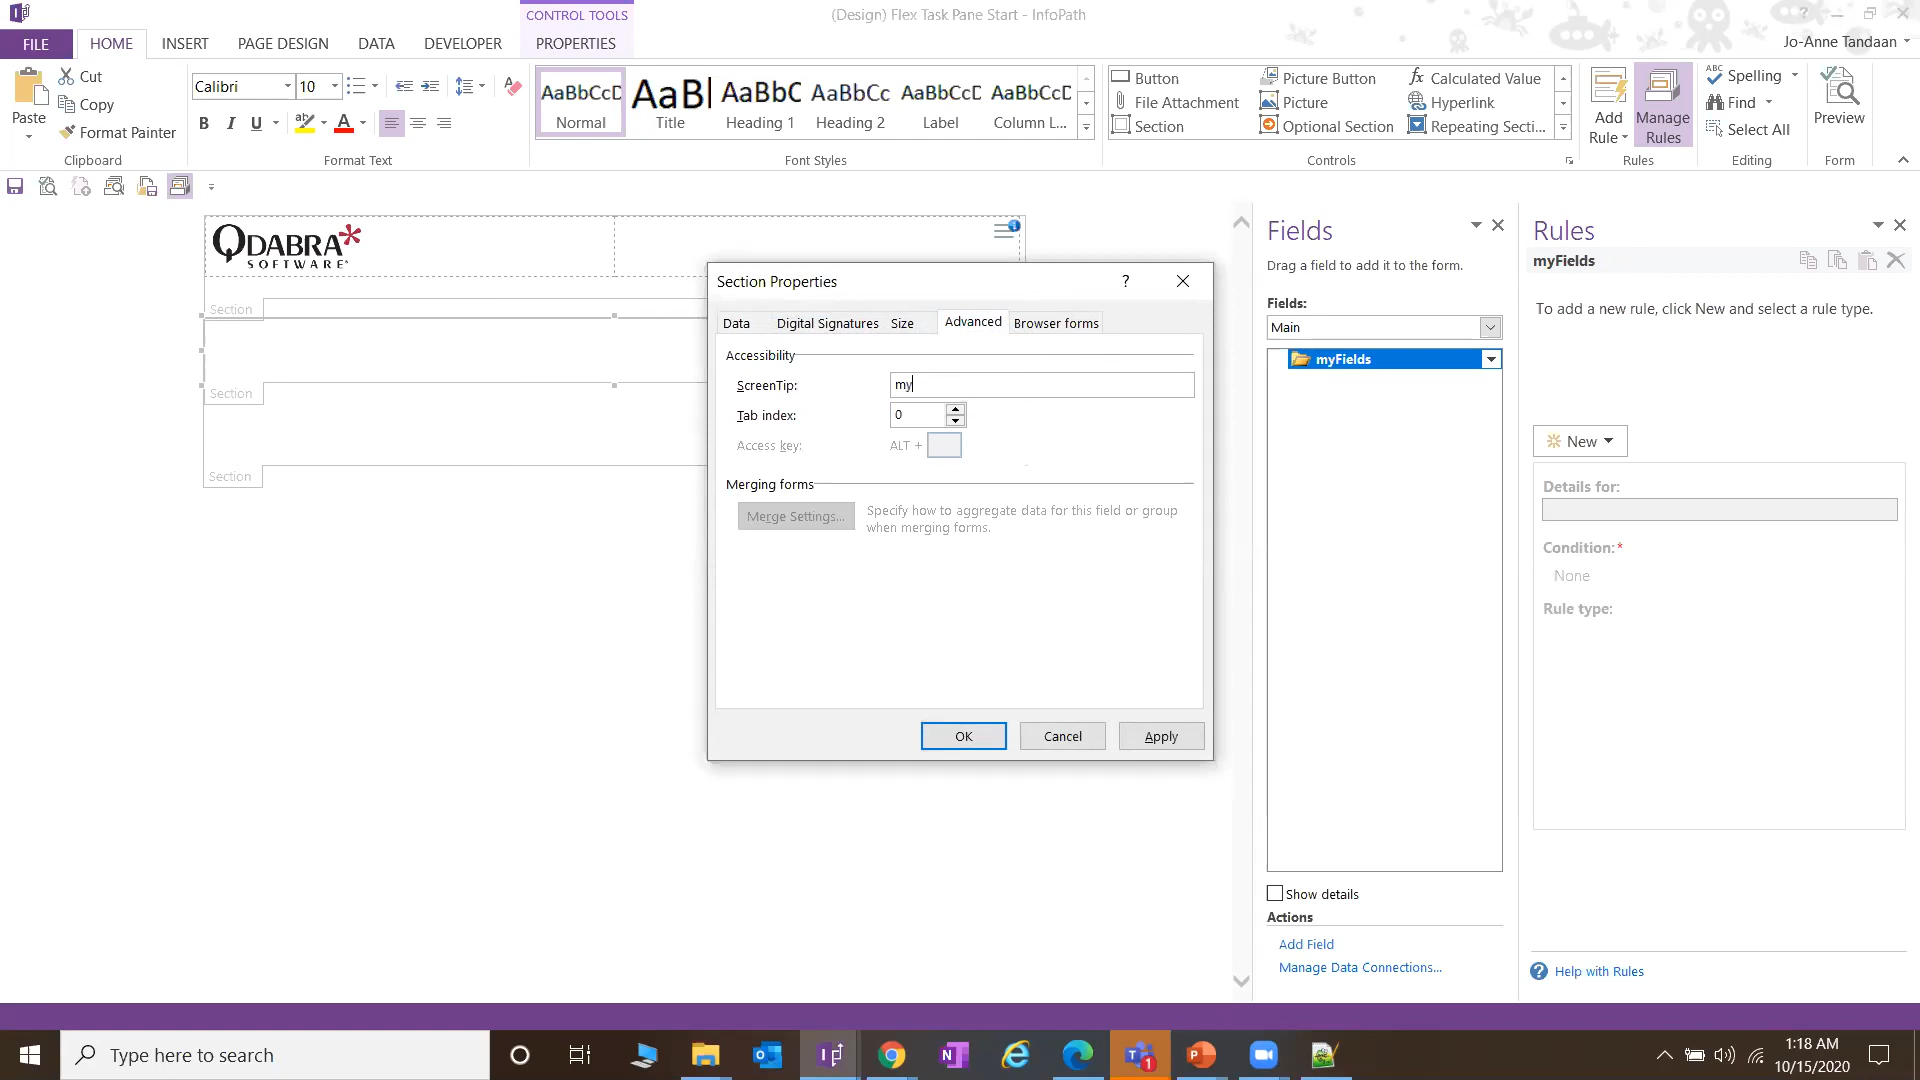 CONTROL TOOLS
(Design) Flex Task Pane Start - InfoPath
?
FILE
HOME
INSERT
PAGE DESIGN
DATA
DEVELOPER
PROPERTIES
Jo-Anne Tandaan
Paste
Cut
Copy
Format Painter
Clipboard
Calibri
10
B
I
U
ab
A
Format Text
AaBbCcD
Normal
AaBl
Title
AaBbC
Heading 1
AaBbCc
Heading 2
AaBbCcD
Label
AaBbCcD
Column L...
Font Styles
Button
File Attachment
Section
Picture Button
Picture
Optional Section
fx Calculated Value
Hyperlink
Repeating Secti...
Controls
Add
Rule
Manage
Rules
Rules
ABC
Spelling
Find
Select All
Editing
Preview
Form
QDABRA*
SOFTWARE
Section
Section
Section
Section Properties
?
Data
Digital Signatures
Size
Advanced
Browser forms
Accessibility
ScreenTip:
my
Tab index:
0
Access key:
ALT +
Merging forms
Merge Settings...
Specify how to aggregate data for this field or group
when merging forms.
OK
Cancel
Apply
Fields
Drag a field to add it to the form.
Fields:
Main
myFields
Show details
Actions
Add Field
Manage Data Connections...
Rules
myFields
To add a new rule, click New and select a rule type.
New
Details for:
Condition:*
None
Rule type:
? Help with Rules
Type here to search
1
1:18 AM
10/15/2020